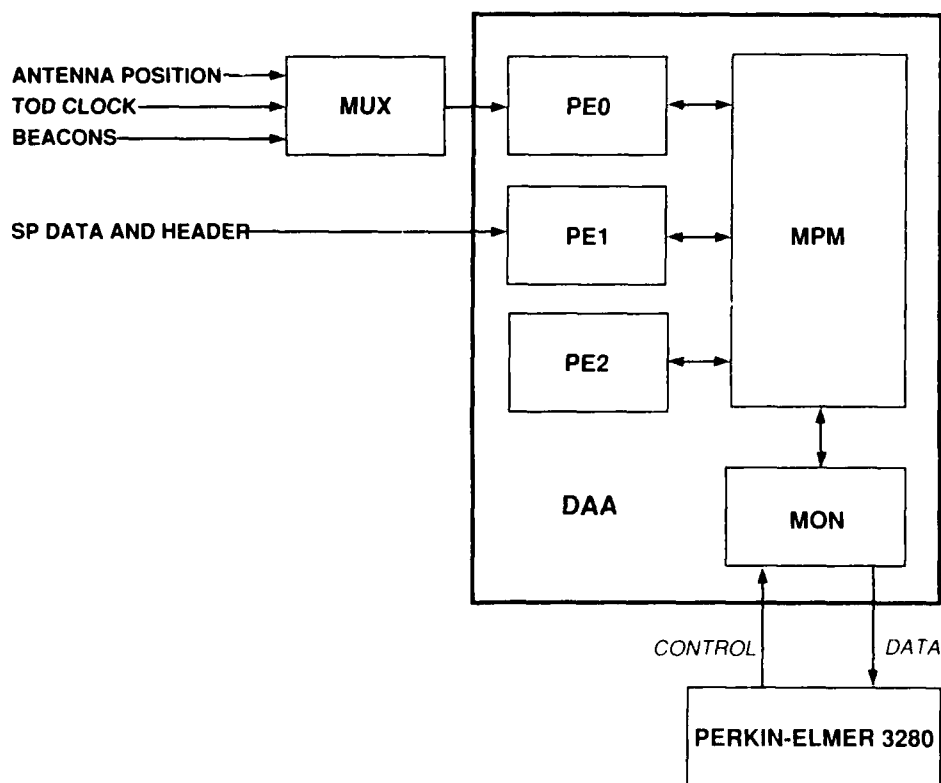 ANTENNA POSITION
TOD CLOCK
BEACONS
MUX
PE0
SP DATA AND HEADER
PE1
MPM
PE2
DAA
MON
CONTROL
DATA
PERKIN-ELMER 3280